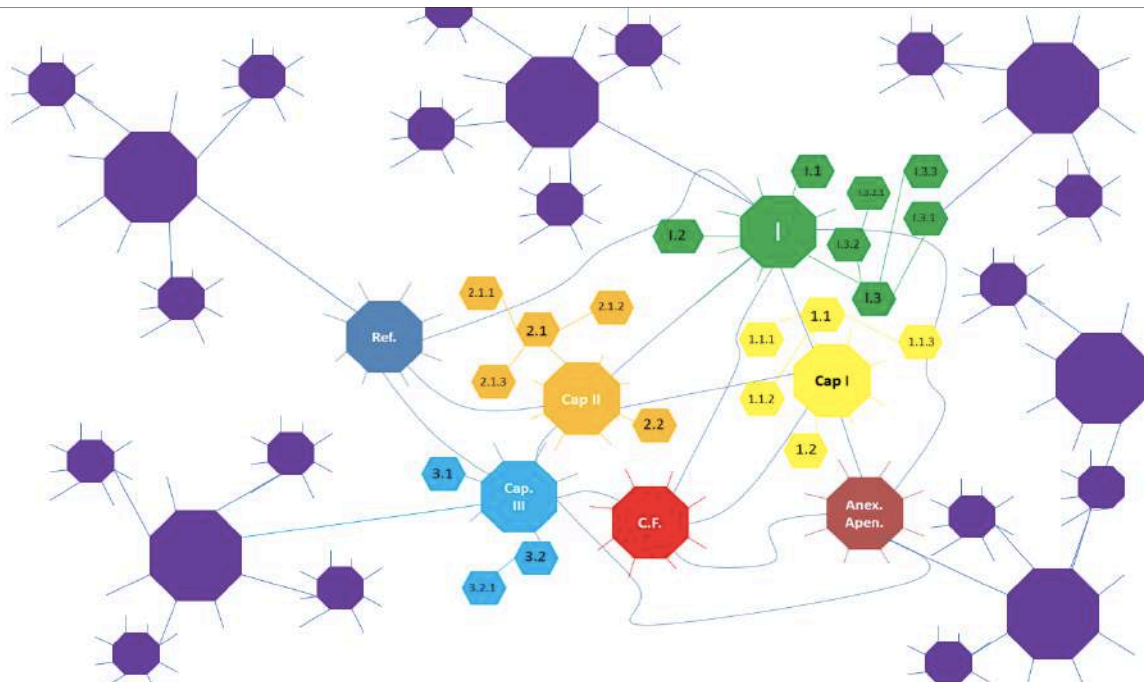 I.1
I.3.3
I.3.2.1
I.3.1
I
I.2
I.3.2
I.3
2.1.1
2.1.2
2.1
1.1
Ref.
1.1.1
1.1.3
2.1.3
Cap I
Cap II
1.1.2
2.2
1.2
3.1
Cap.
III
C.F.
Anex.
Apen.
3.2
3.2.1